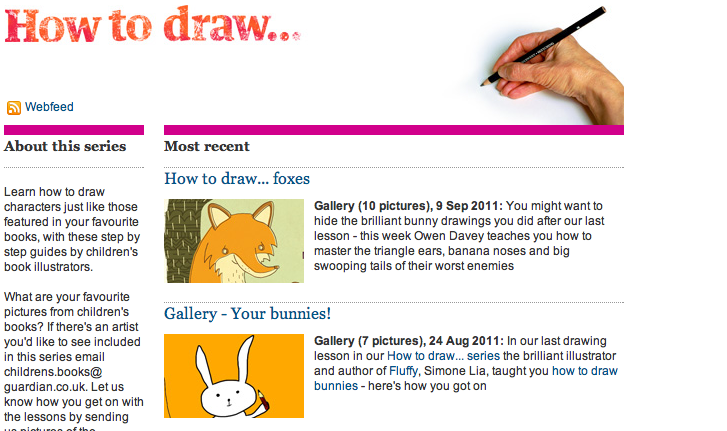 How to draw...
Webfeed
About this series
Learn how to draw
characters just like those
featured in your favourite
books, with these step by
step guides by children's
book illustrators.
What are your favourite
pictures from children's
books? If there's an artist
you'd like to see included
in this series email
childrens.books@
guardian.co.uk. Let us
know how you get on with
the lessons by sending
us pictures of the
Most recent
How to draw... foxes
Gallery (10 pictures), 9 Sep 2011: You might want to
hide the brilliant bunny drawings you did after our last
lesson - this week Owen Davey teaches you how to
master the triangle ears, banana noses and big
swooping tails of their worst enemies
Gallery - Your bunnies!
Gallery (7 pictures), 24 Aug 2011: In our last drawing
lesson in our How to draw... series the brilliant illustrator
and author of Fluffy, Simone Lia, taught you how to draw
bunnies - here's how you got on